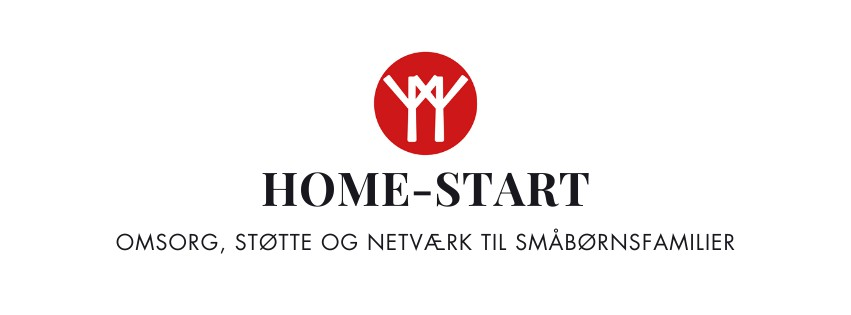 HOME-START
OMSORG, STØTTE OG NETVÆRK TIL SMÅBØRNSFAMILIER